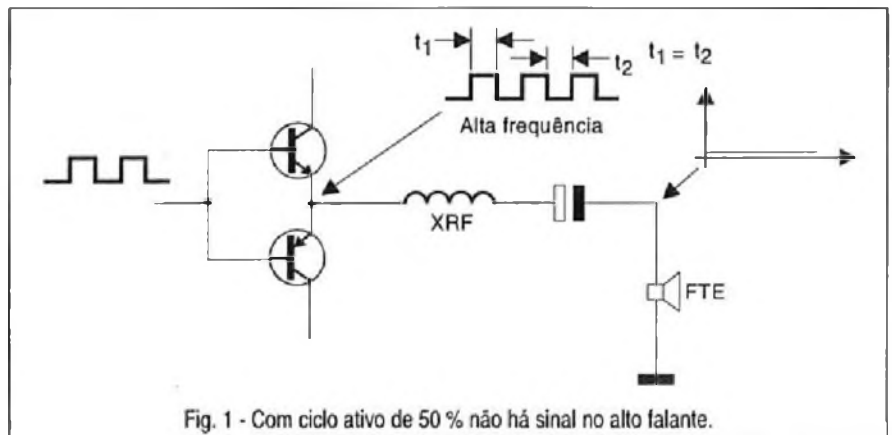 t1
t2
t1 = t2
Alta frequência
XRF
FTE
Fig. 1 - Com ciclo ativo de 50 % não há sinal no alto falante.